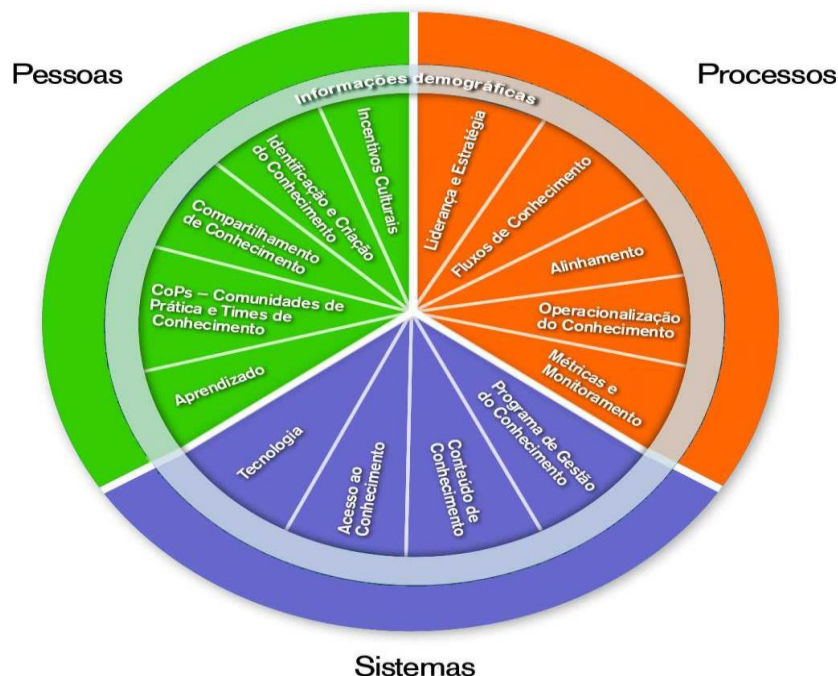 Pessoas
Processos
Informações demográficas
Incentivos Culturais
Identificação e Criação
do Conhecimento
Compartilhamento
de Conhecimento
CoPs – Comunidades de
Prática e Times de
Conhecimento
Aprendizado
Liderança e Estratégia
Fluxos de Conhecimento
Alinhamento
Operacionalização
do Conhecimento
Métricas e
Monitoramento
Programa de Gestão
do Conhecimento
Conteúdo de
Conhecimento
Acesso ao
Conhecimento
Tecnologia
Sistemas